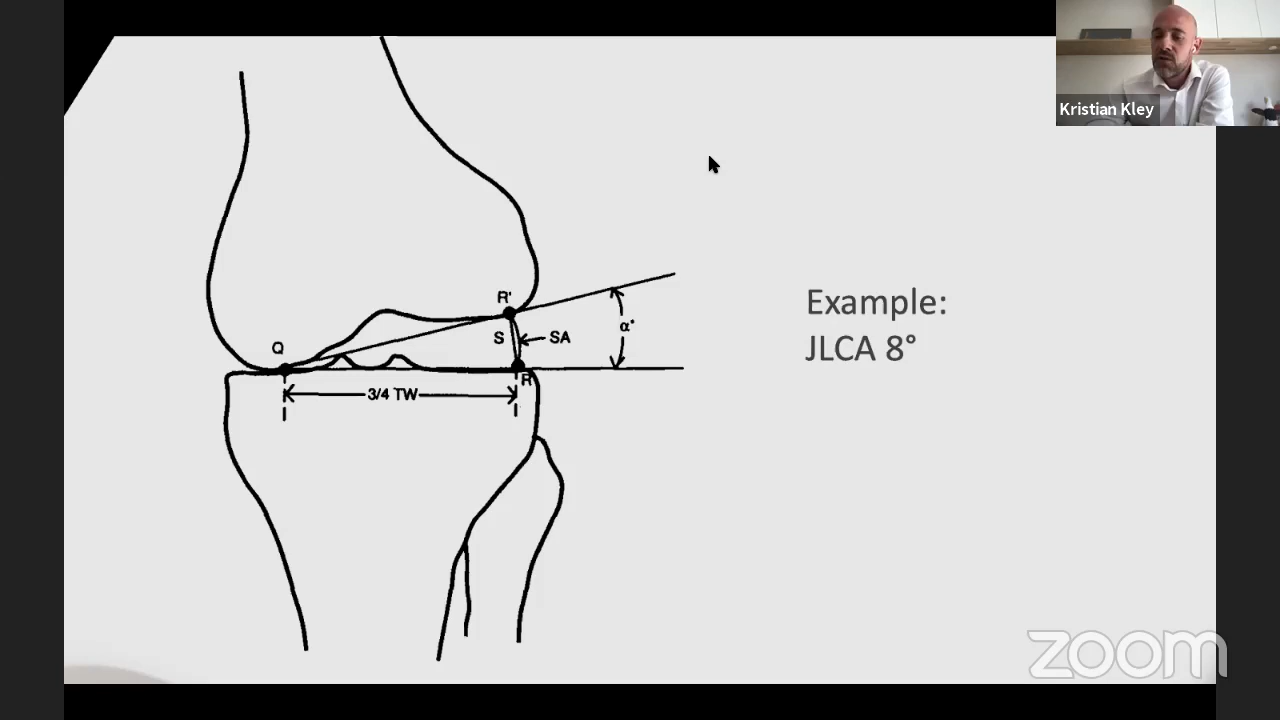 Kristian Kley
R'
S
SA
α°
Q
R
3/4 TW
Example:
JLCA 8°
zoom